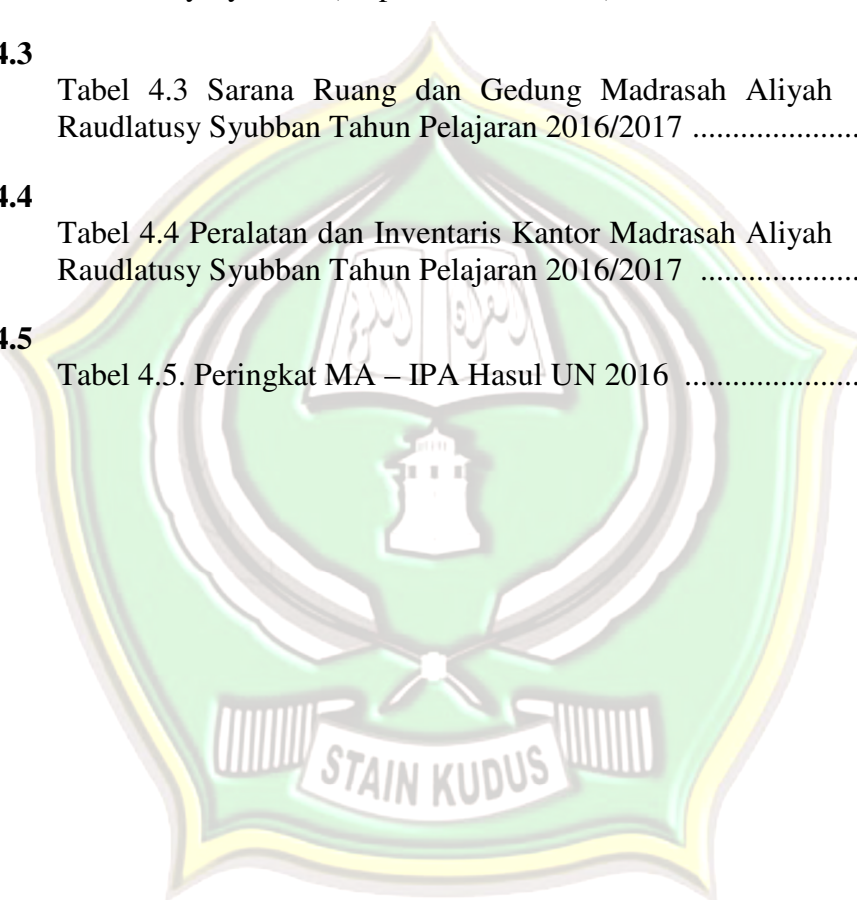 4.3
Tabel 4.3 Sarana Ruang dan Gedung Madrasah Aliyah
Raudlatusy Syubban Tahun Pelajaran 2016/2017 .....................
4.4
Tabel 4.4 Peralatan dan Inventaris Kantor Madrasah Aliyah
Raudlatusy Syubban Tahun Pelajaran 2016/2017 ....................
4.5
Tabel 4.5. Peringkat MA – IPA Hasul UN 2016 ......................
STAIN KUDUS